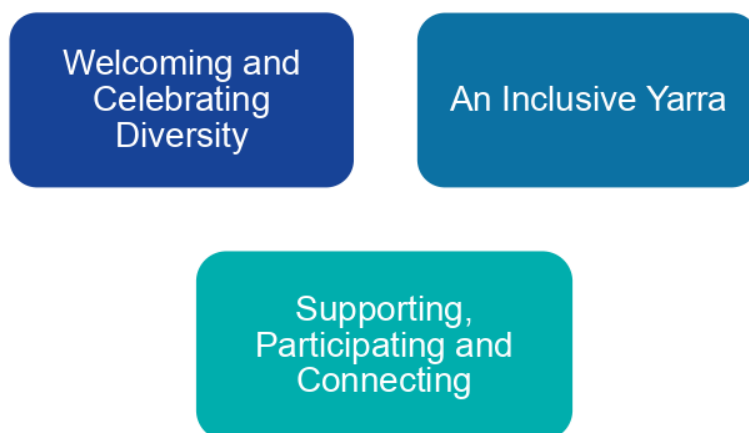 Welcoming and
Celebrating
Diversity
An Inclusive Yarra
Supporting,
Participating and
Connecting